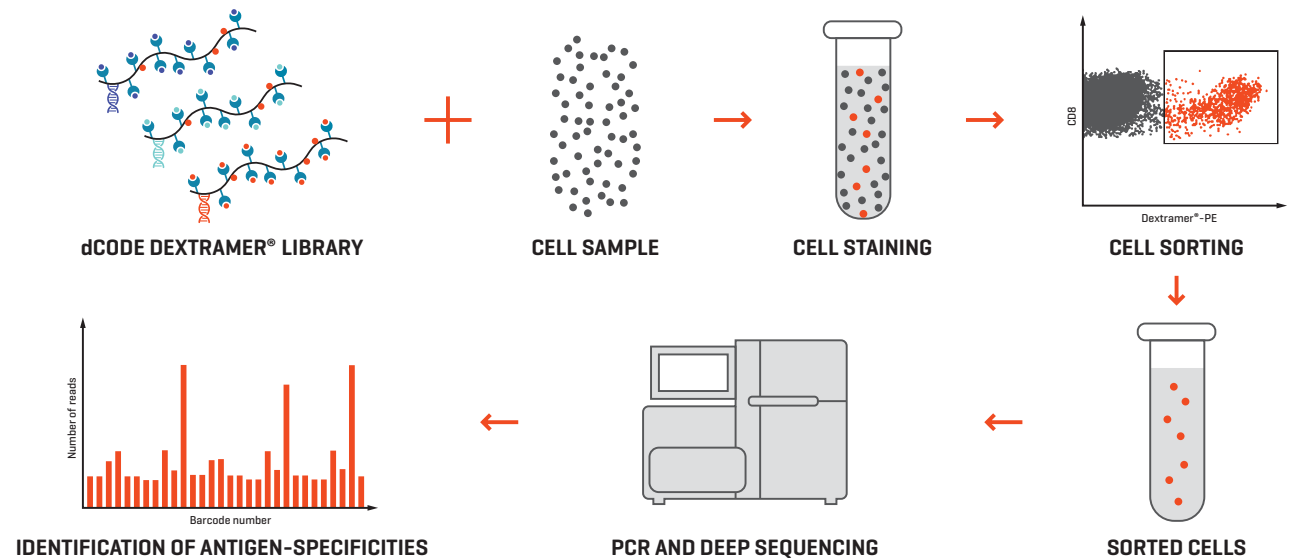 CD8
Dextramer®-PE
dCODE DEXTRAMER® LIBRARY
CELL SAMPLE
CELL STAINING
CELL SORTING
Number of reads
Barcode number
IDENTIFICATION OF ANTIGEN-SPECIFICITIES
PCR AND DEEP SEQUENCING
SORTED CELLS